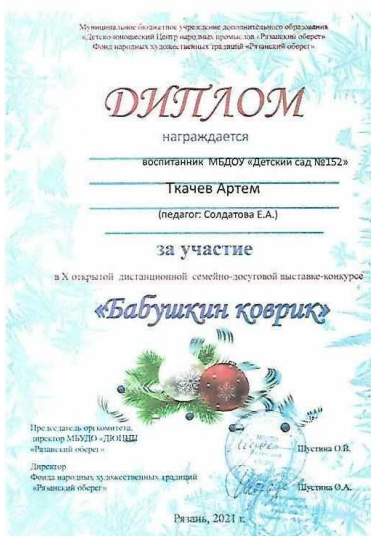 Муниципальное бюджетное учреждение дополнительного образования
«Детско-юношеский Центр народных промыслов «Рязанский оберег»
Фонд народных художественных традиций «Рязанский оберег»
ДИПЛОМ
награждается
воспитанник МБДОУ «Детский сад №152»
Ткачев Артем
(педагог: Солдатова Е.А.)
за участие
в X открытой дистанционной семейно-досуговой выставке-конкурсе
«Бабушкин коврик»
Председатель оргкомитета,
директор МБУДО «ДЮЦНП
«Рязанский оберег»
Шустина О.В.
Директор
Фонда народных художественных традиций
«Рязанский оберег»
Шустина О.А.
Рязань, 2021 г.